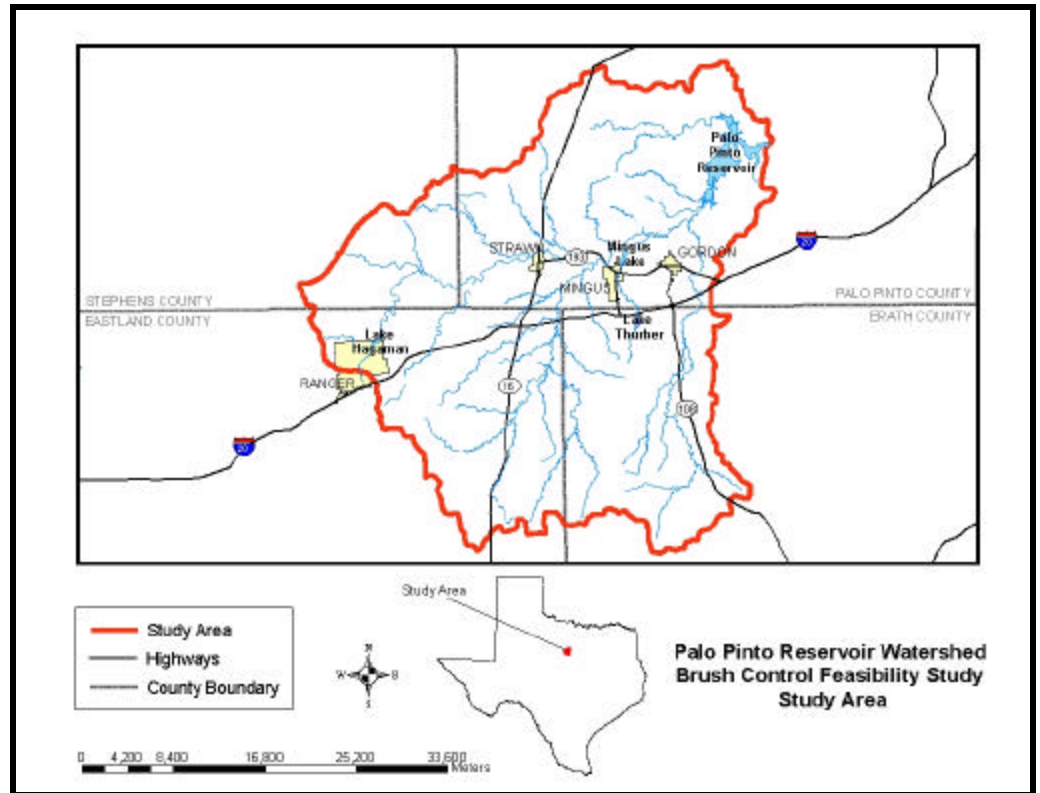 Palo
Pinto
Reservoir
STRAWN
193
Mingus
Lake
GORDON
20
MINGUS
STEPHENS COUNTY
PALO PINTO COUNTY
EASTLAND COUNTY
ERATH COUNTY
Lake
Thurber
Lake
Hagaman
RANGER
16
108
20
Study Area
Study Area
Highways
County Boundary
N
W
E
S
Palo Pinto Reservoir Watershed
Brush Control Feasibility Study
Study Area
0 4,200 8,400 16,800 25,200 33,600
Meters